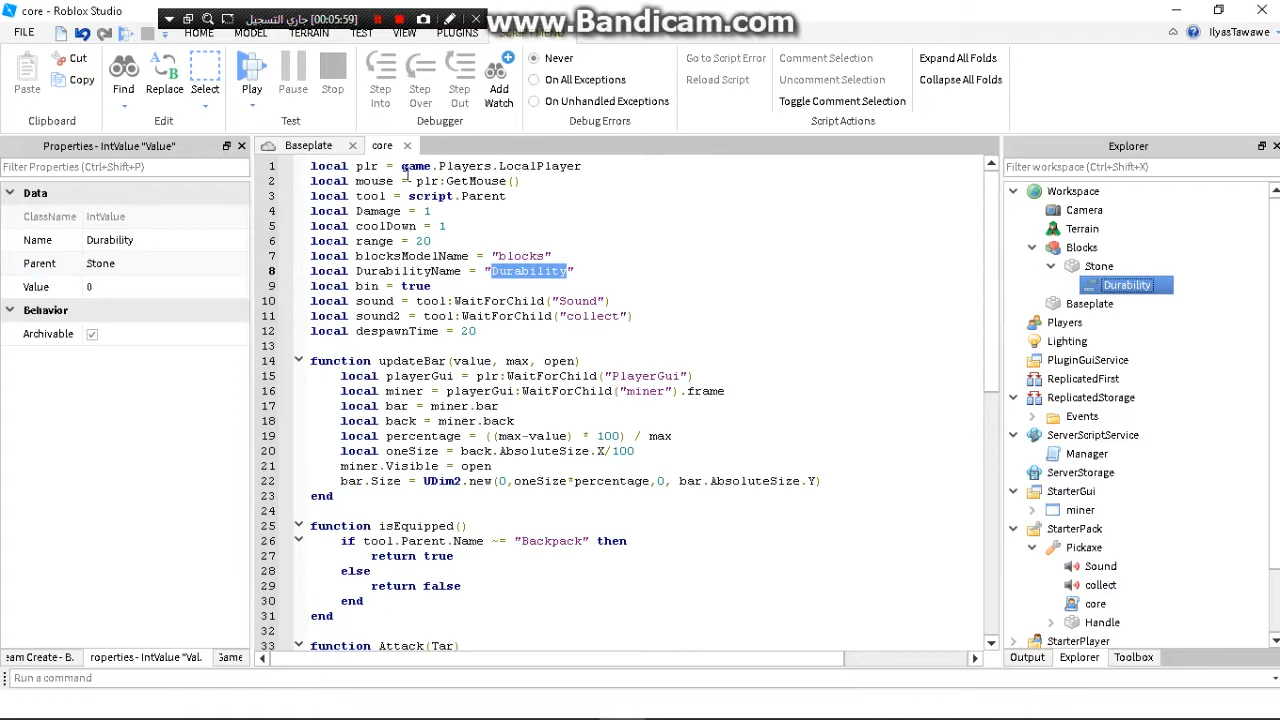 core - Roblox Studio
جاري التسجيل [00:05:59]
www.Bandicam.com
FILE
HOME
MODEL
TERRAIN
TEST
VIEW
PLUGINS
IlyasTawawe
Paste
Cut
Copy
Clipboard
Find
Replace
Select
Edit
Play
Pause
Stop
Test
Step Into
Step Over
Step Out
Add Watch
Debugger
Never
On All Exceptions
On Unhandled Exceptions
Debug Errors
Go to Script Error
Reload Script
Comment Selection
Uncomment Selection
Toggle Comment Selection
Script Actions
Expand All Folds
Collapse All Folds
Properties - IntValue "Value"
Filter Properties (Ctrl+Shift+P)
Data
ClassName IntValue
Name Durability
Parent Stone
Value 0
Behavior
Archivable
Baseplate
core
1 local plr = game.Players.LocalPlayer
2 local mouse = plr:GetMouse()
3 local tool = script.Parent
4 local Damage = 1
5 local coolDown = 1
6 local range = 20
7 local blocksModelName = "blocks"
8 local DurabilityName = "Durability"
9 local bin = true
10 local sound = tool:WaitForChild("Sound")
11 local sound2 = tool:WaitForChild("collect")
12 local despawnTime = 20
13
14 function updateBar(value, max, open)
15 local playerGui = plr:WaitForChild("PlayerGui")
16 local miner = playerGui:WaitForChild("miner").frame
17 local bar = miner.bar
18 local back = miner.back
19 local percentage = ((max-value) * 100) / max
20 local oneSize = back.AbsoluteSize.X/100
21 miner.Visible = open
22 bar.Size = UDim2.new(0,oneSize*percentage,0, bar.AbsoluteSize.Y)
23 end
24
25 function isEquipped()
26 if tool.Parent.Name ~= "Backpack" then
27 return true
28 else
29 return false
30 end
31 end
32
33 function Attack(Tar)
Explorer
Filter workspace (Ctrl+Shift+X)
Workspace
Camera
Terrain
Blocks
Stone
Durability
Baseplate
Players
Lighting
PluginGuiService
ReplicatedFirst
ReplicatedStorage
Events
ServerScriptService
Manager
ServerStorage
StarterGui
miner
StarterPack
Pickaxe
Sound
collect
core
Handle
StarterPlayer
eam Create - B.
roperties - IntValue "Val.
Game
Output
Explorer
Toolbox
Run a command